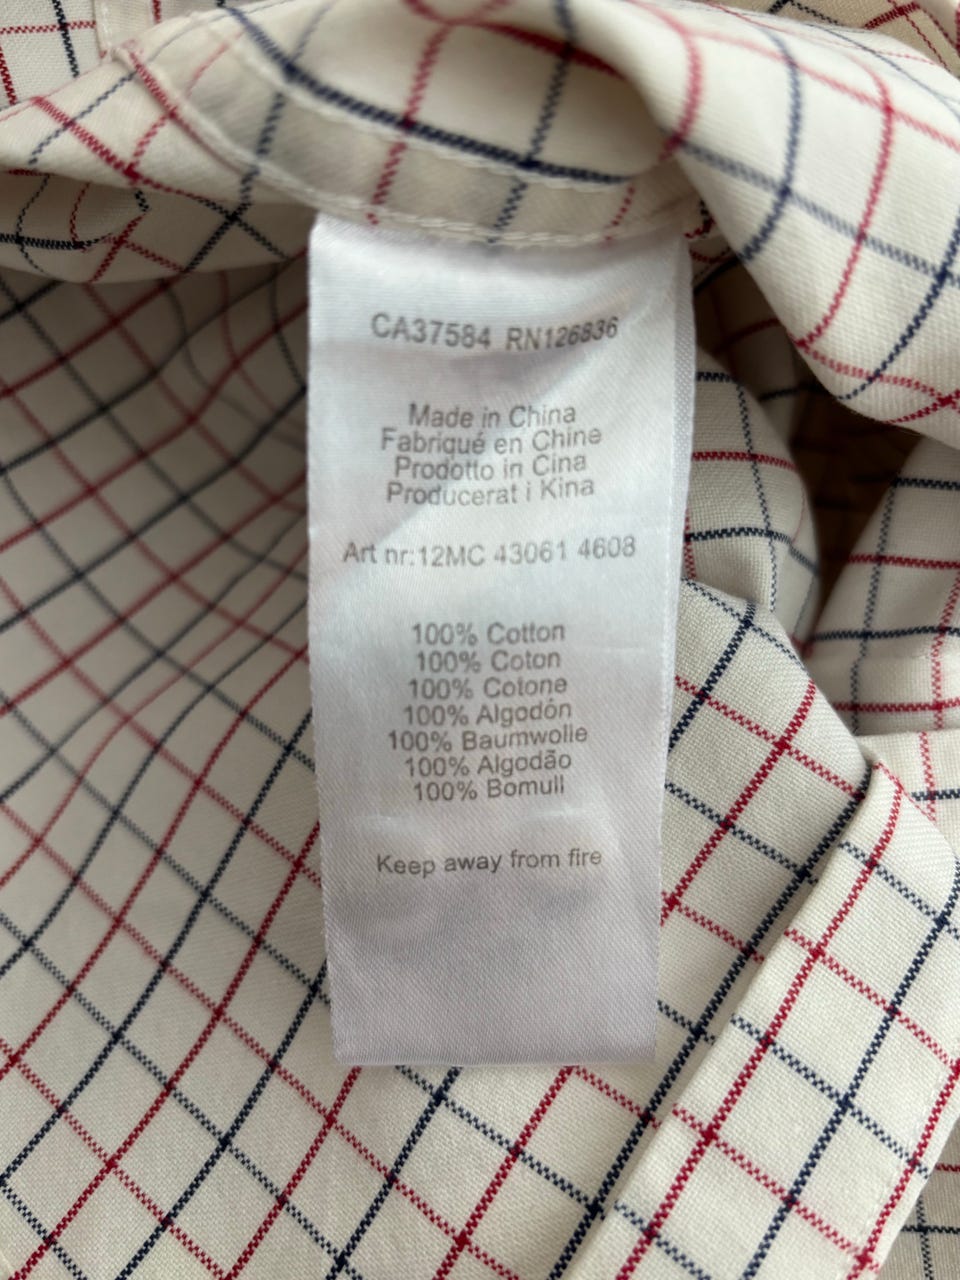 CA37584 RN126836
Made in China
Fabriqué en Chine
Prodotto in Cina
Producerat i Kina
Art nr:12MC 43061 4608
100% Cotton
100% Coton
100% Cotone
100% Algodón
100% Baumwolle
100% Algodão
100% Bomull
Keep away from fire